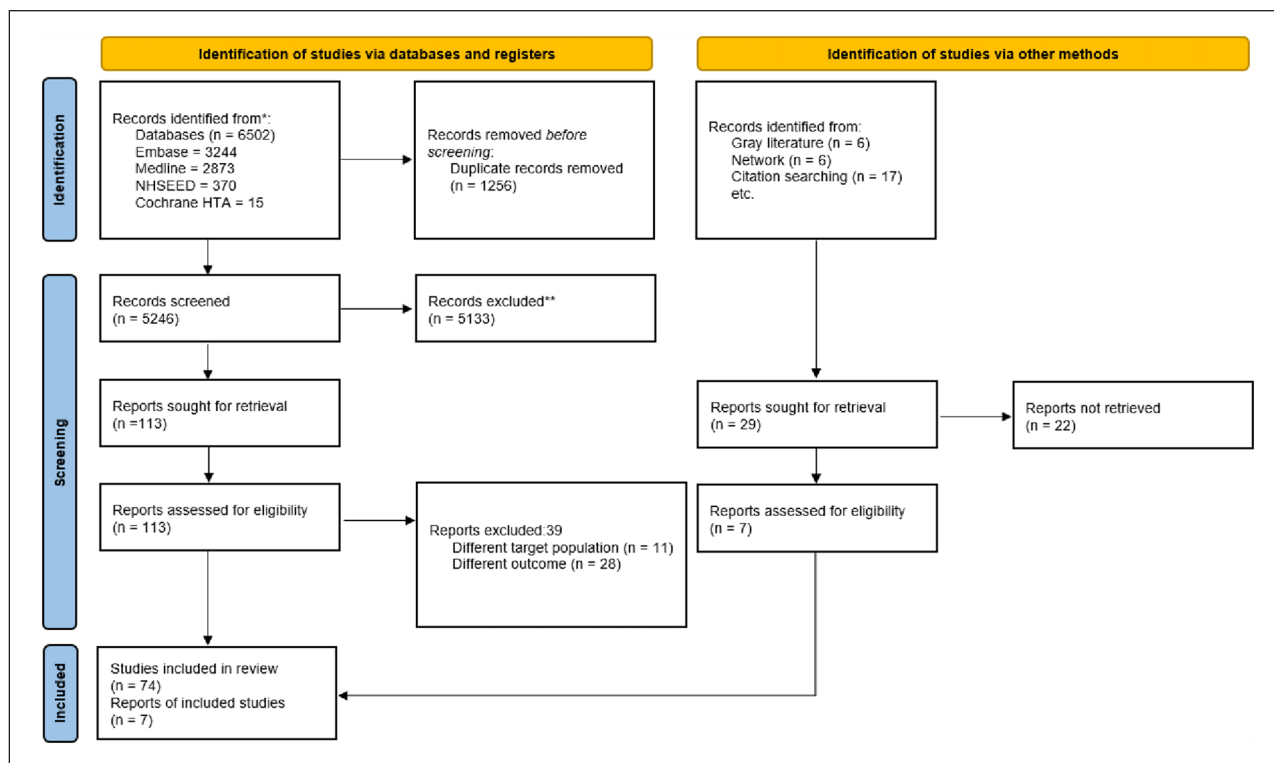 Identification of studies via databases and registers
Identification of studies via other methods
Identification
Records identified from*:
Databases (n = 6502)
Embase = 3244
Medline = 2873
NHSEED = 370
Cochrane HTA = 15
Records removed before
screening:
Duplicate records removed
(n = 1256)
Records identified from:
Gray literature (n = 6)
Network (n = 6)
Citation searching (n = 17)
etc.
Screening
Records screened
(n = 5246)
Records excluded**
(n = 5133)
Reports sought for retrieval
(n =113)
Reports sought for retrieval
(n = 29)
Reports not retrieved
(n = 22)
Reports assessed for eligibility
(n = 113)
Reports excluded:39
Different target population (n = 11)
Different outcome (n = 28)
Reports assessed for eligibility
(n = 7)
Included
Studies included in review
(n = 74)
Reports of included studies
(n = 7)